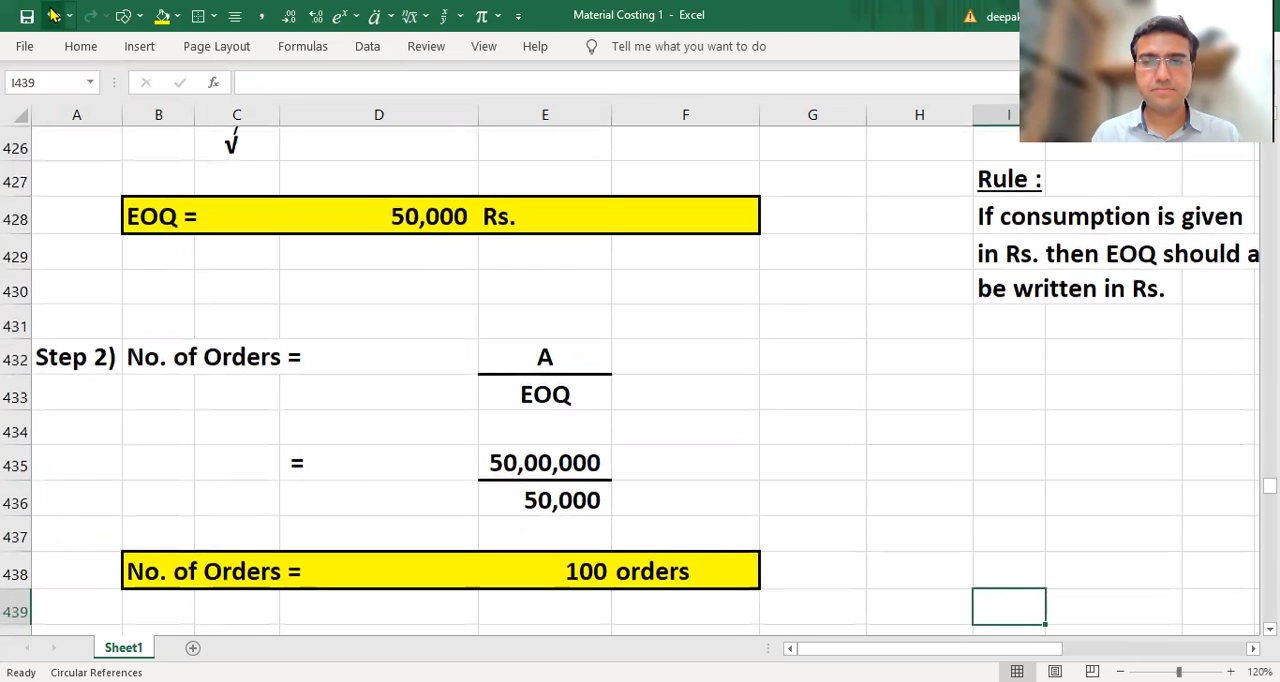 Material Costing 1 - Excel
deepak
File Home Insert Page Layout Formulas Data Review View Help Tell me what you want to do
I439 fx
A B C D E F G H I
426 √
427 Rule :
428 EOQ = 50,000 Rs. If consumption is given
429 in Rs. then EOQ should a
430 be written in Rs.
431
432 Step 2) No. of Orders = A
433 EOQ
434
435 = 50,00,000
436 50,000
437
438 No. of Orders = 100 orders
439
Sheet1
Ready Circular References 120%